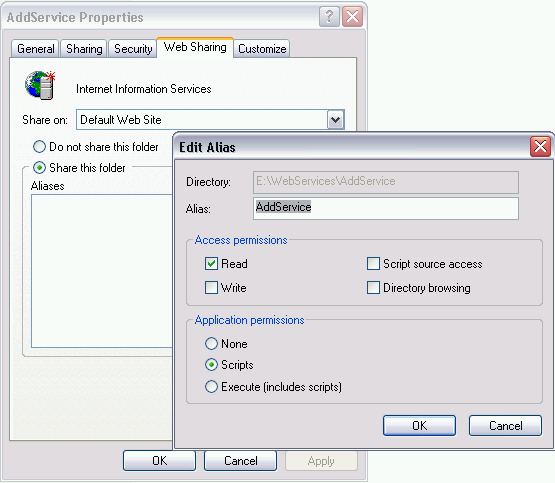 AddService Properties
General Sharing Security Web Sharing Customize
Internet Information Services
Share on: Default Web Site
Do not share this folder
Share this folder
Aliases
OK Cancel Apply
Edit Alias
Directory: E:\WebServices\AddService
Alias: AddService
Access permissions
Read Script source access
Write Directory browsing
Application permissions
None
Scripts
Execute (includes scripts)
OK Cancel